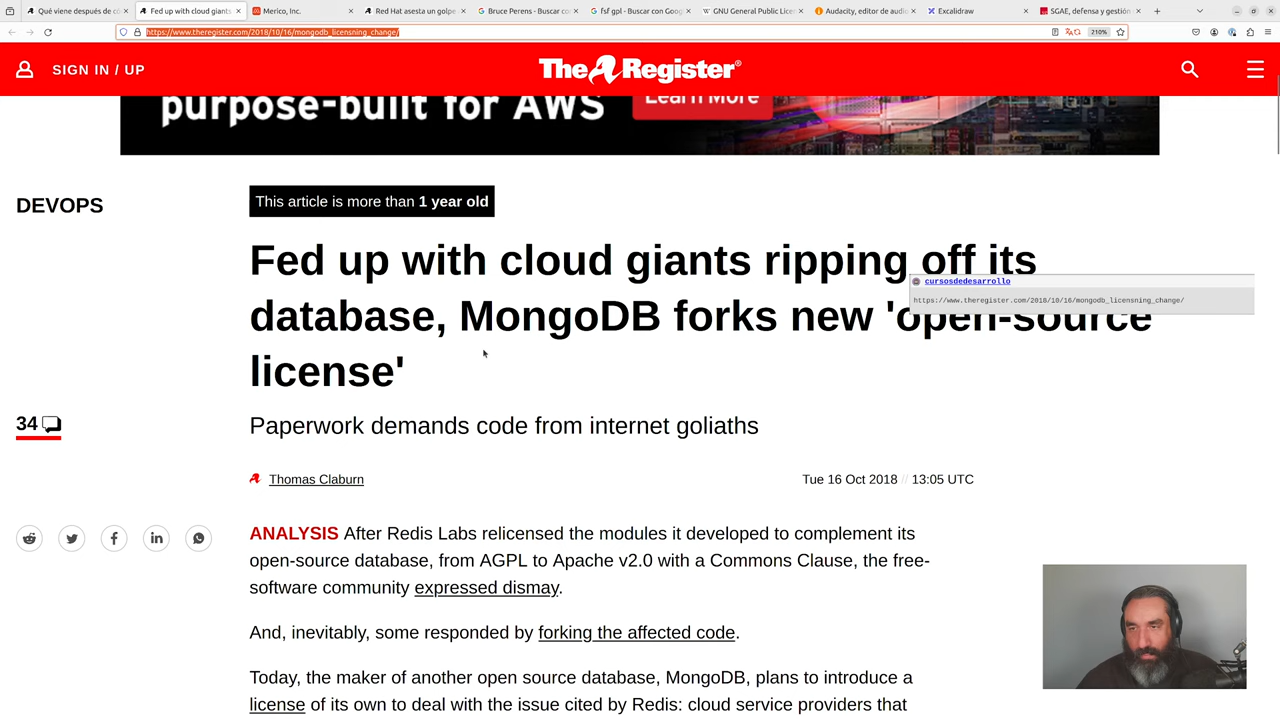 Qué viene después de có
Fed up with cloud giants
Merico, Inc.
Red Hat asesta un golpe
Bruce Perens - Buscar co
fsf gpl - Buscar con Goog
GNU General Public Lice
Audacity, editor de audio
Excalidraw
SGAE, defensa y gestión
https://www.theregister.com/2018/10/16/mongodb_licensning_change/
210%
SIGN IN / UP
The Register®
purpose-built for AWS
Learn More
DEVOPS
This article is more than 1 year old
Fed up with cloud giants ripping off its
database, MongoDB forks new 'open-source
license'
cursosdedesarrollo
https://www.theregister.com/2018/10/16/mongodb_licensning_change/
34
Paperwork demands code from internet goliaths
Thomas Claburn
Tue 16 Oct 2018 // 13:05 UTC
ANALYSIS After Redis Labs relicensed the modules it developed to complement its
open-source database, from AGPL to Apache v2.0 with a Commons Clause, the free-
software community expressed dismay.
And, inevitably, some responded by forking the affected code.
Today, the maker of another open source database, MongoDB, plans to introduce a
license of its own to deal with the issue cited by Redis: cloud service providers that